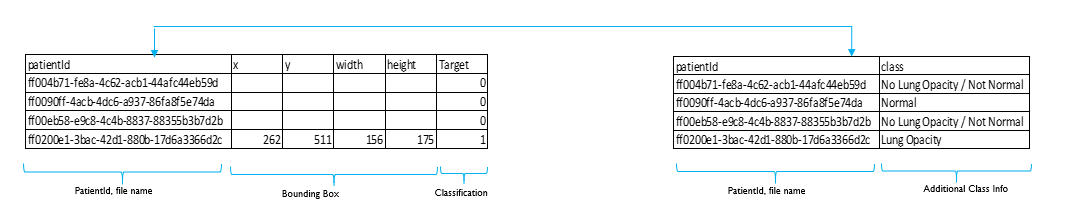 patientId x y width height Target
ff004b71-fe8a-4c62-acb1-44afc44eb59d 0
ff0090ff-4acb-4dc6-a937-86fa8f5e74da 0
ff00eb58-e9c8-4c4b-8837-88355b3b7d2b 0
ff0200e1-3bac-42d1-880b-17d6a3366d2c 262 511 156 175 1
PatientId, file name
Bounding Box
Classification
patientId class
ff004b71-fe8a-4c62-acb1-44afc44eb59d No Lung Opacity / Not Normal
ff0090ff-4acb-4dc6-a937-86fa8f5e74da Normal
ff00eb58-e9c8-4c4b-8837-88355b3b7d2b No Lung Opacity / Not Normal
ff0200e1-3bac-42d1-880b-17d6a3366d2c Lung Opacity
PatientId, file name
Additional Class Info